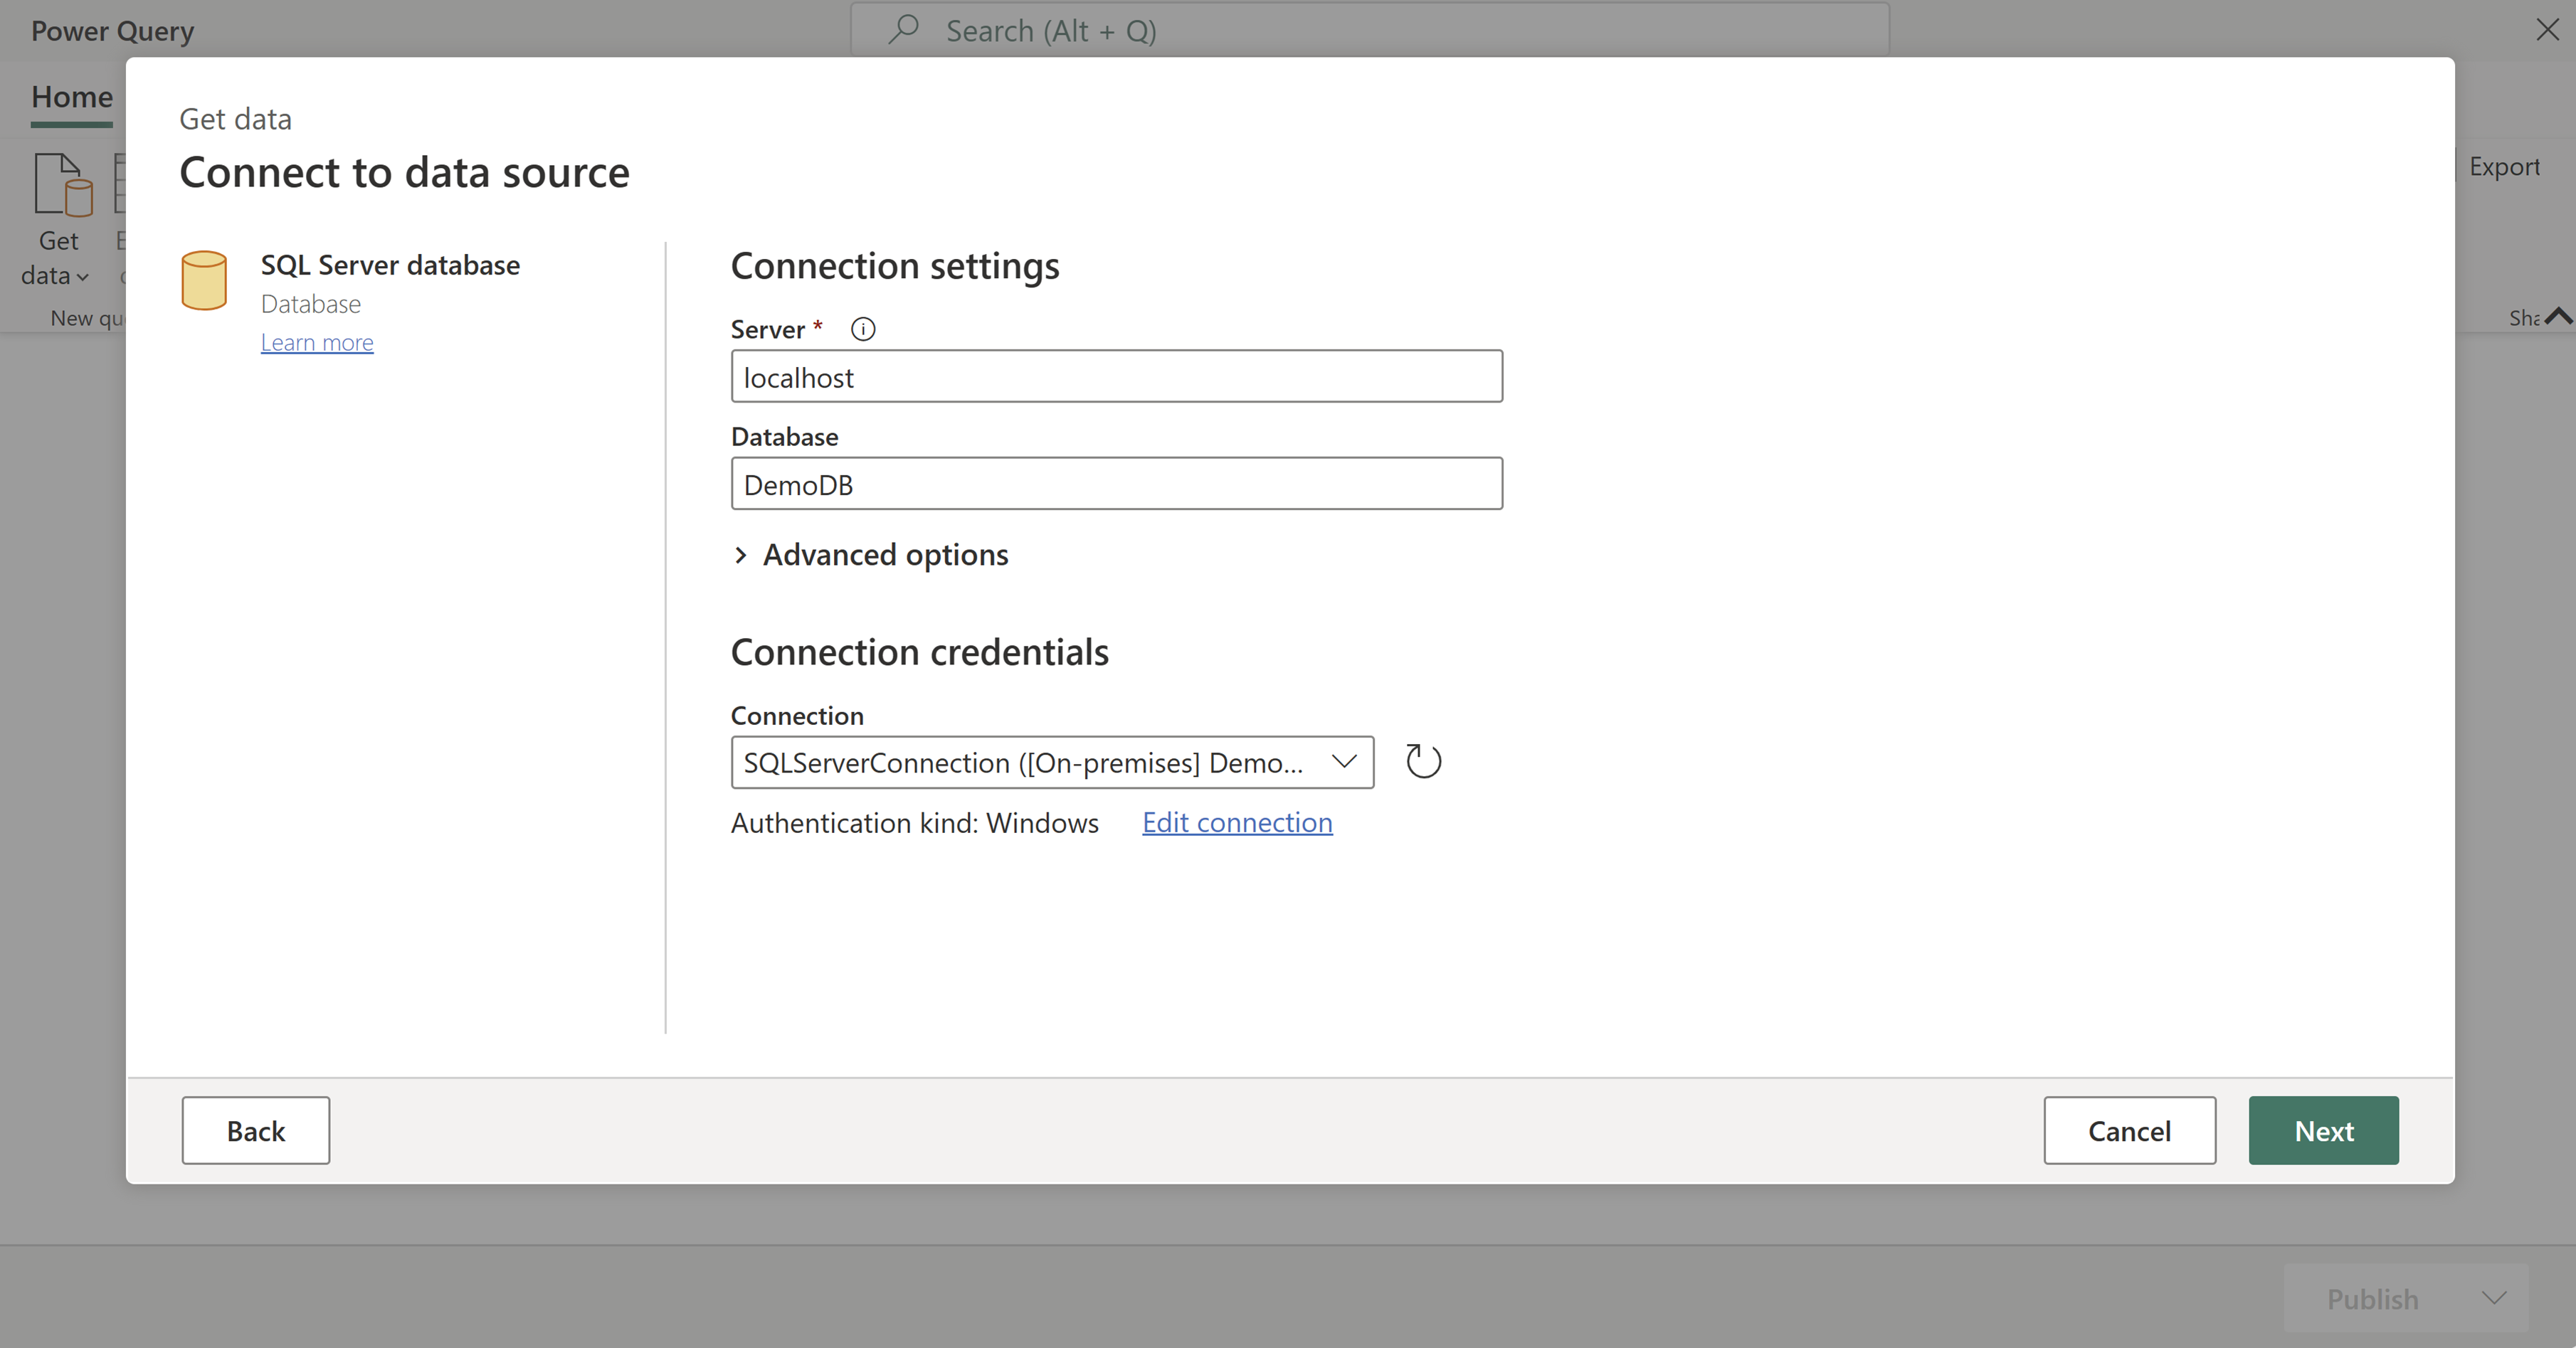 Power Query
Search (Alt + Q)
Home
Get data
Connect to data source
Get
data
New qu
Export
SQL Server database
Database
Learn more
Connection settings
Server *
localhost
Database
DemoDB
Advanced options
Connection credentials
Connection
SQLServerConnection ([On-premises] Demo...
Authentication kind: Windows Edit connection
Back
Cancel
Next
Publish